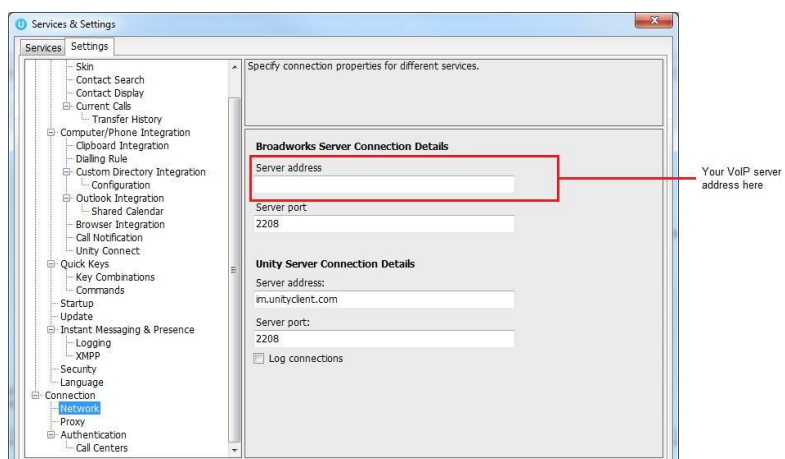 Services & Settings
Services Settings
Skin
Contact Search
Contact Display
Current Calls
Transfer History
Computer/Phone Integration
Clipboard Integration
Dialling Rule
Custom Directory Integration
Configuration
Outlook Integration
Shared Calendar
Browser Integration
Call Notification
Unity Connect
Quick Keys
Key Combinations
Commands
Startup
Update
Instant Messaging & Presence
Logging
XMPP
Security
Language
Connection
Network
Proxy
Authentication
Call Centers
Specify connection properties for different services.
Broadworks Server Connection Details
Server address
Server port
2208
Unity Server Connection Details
Server address:
im.unityclient.com
Server port:
2208
Log connections
Your VoIP server
address here